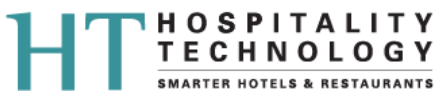 HT HOSPITALITY
TECHNOLOGY
SMARTER HOTELS & RESTAURANTS